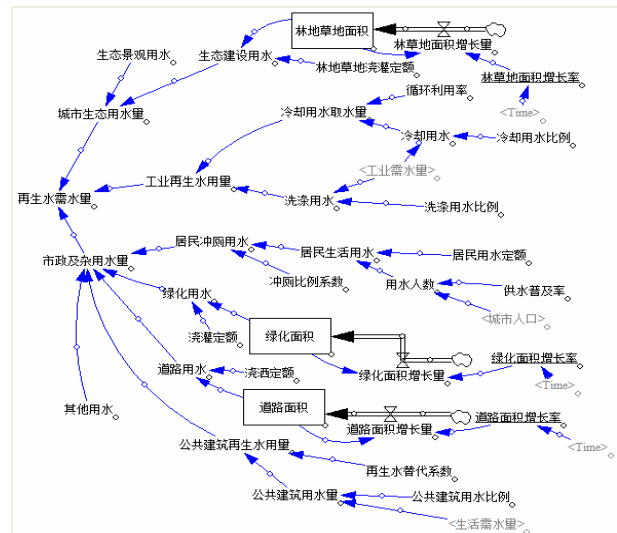 林地草地面积
生态景观用水
林草地面积增长量
生态建设用水
林地草地浇灌定额
林草地面积增长率
循环利用率
<Time>
城市生态用水量
冷却用水取水量
冷却用水
冷却用水比例
<工业需水量>
工业再生水用量
再生水需水量
洗涤用水
洗涤用水比例
居民冲厕用水
居民生活用水
居民用水定额
市政及杂用水量
冲厕比例系数
用水人数
供水普及率
绿化用水
<城市人口>
浇灌定额
绿化面积
绿化面积增长率
道路用水
浇洒定额
绿化面积增长量
<Time>
其他用水
道路面积
道路面积增长率
道路面积增长量
<Time>
公共建筑再生水用量
再生水替代系数
公共建筑用水量
公共建筑用水比例
<生活需水量>